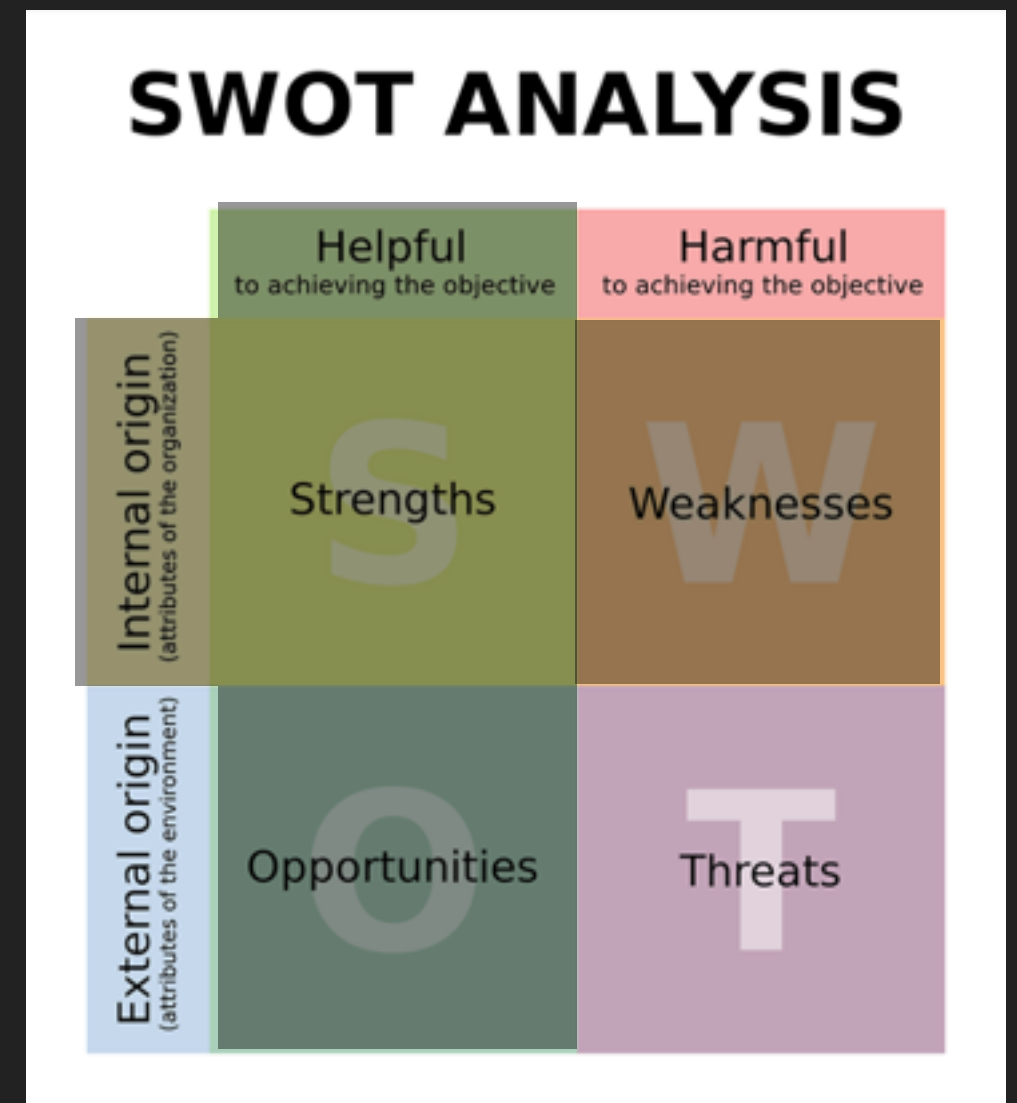 SWOT ANALYSIS
Helpful
to achieving the objective
Harmful
to achieving the objective
Internal origin
(attributes of the organization)
S
Strengths
W
Weaknesses
External origin
(attributes of the environment)
O
Opportunities
T
Threats